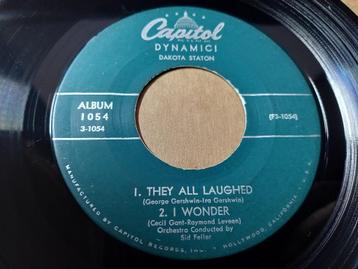 Capitol
DYNAMIC!
DAKOTA STATON
ALBUM
1054
3-1054
(F3-1054)
1. THEY ALL LAUGHED
(George Gershwin-Ira Gershwin)
2. I WONDER
(Cecil Gant-Raymond Leveen)
Orchestra Conducted by
Sid Feller
MANUFACTURED BY CAPITOL RECORDS, INC.
HOLLYWOOD, CALIFORNIA